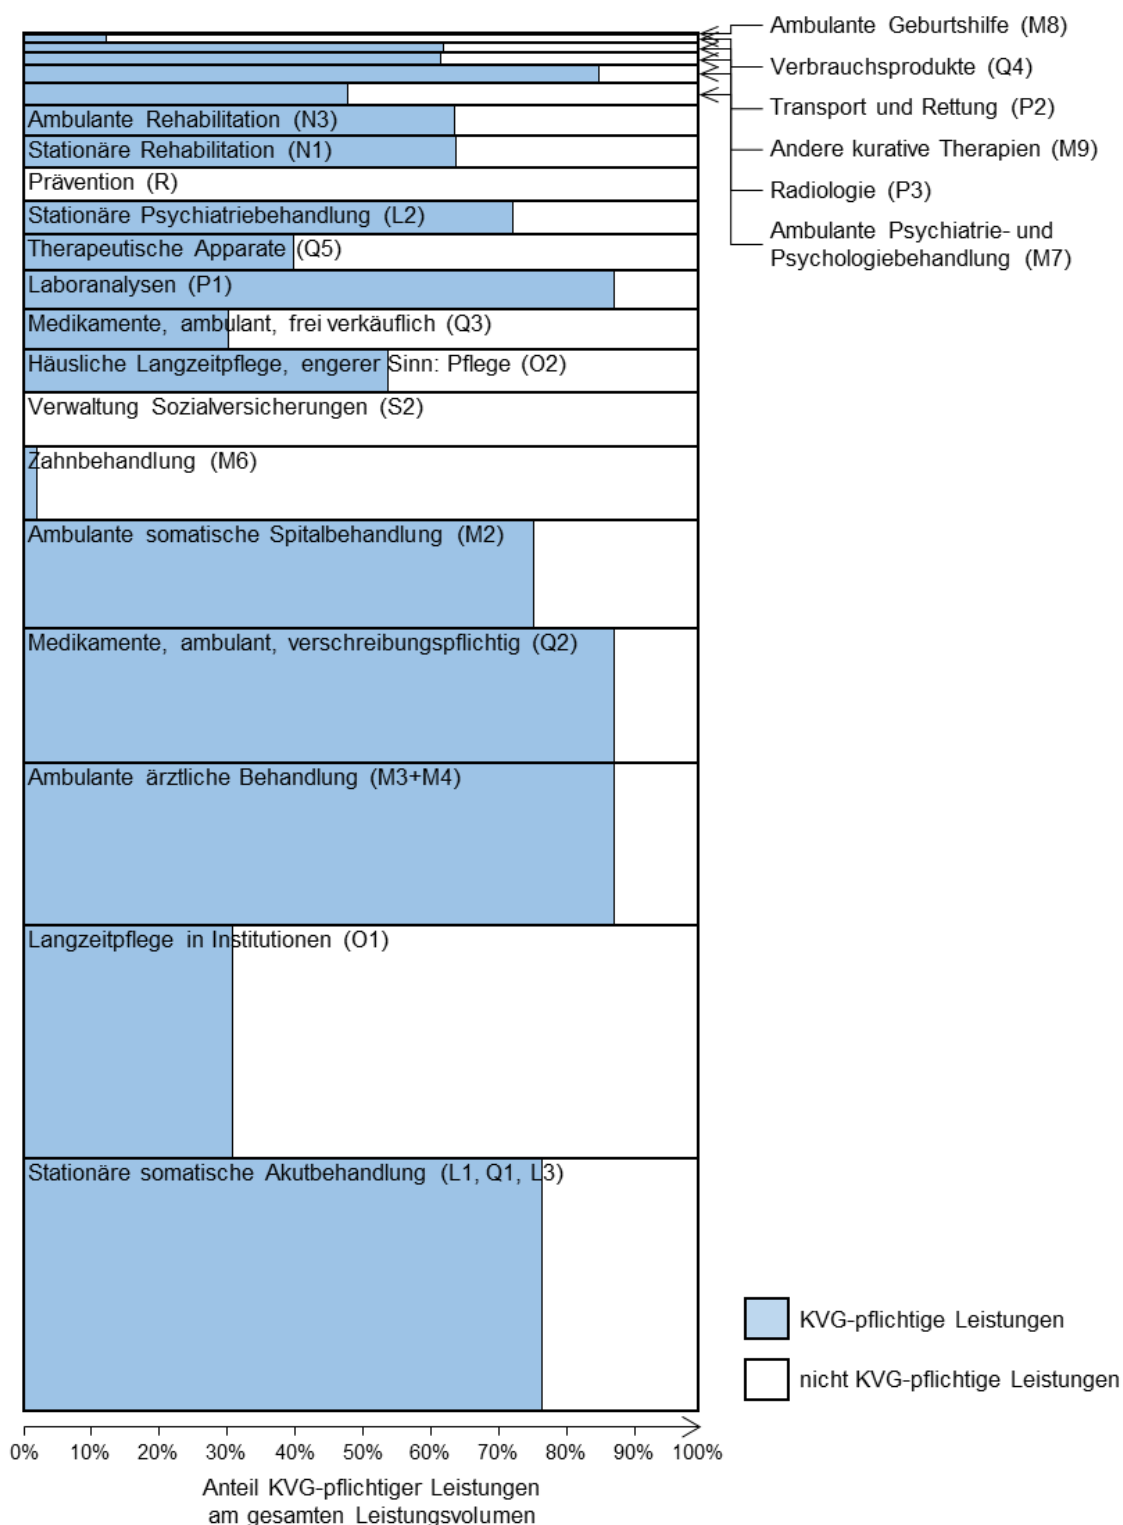 Ambulante Geburtshilfe (M8)
Verbrauchsprodukte (Q4)
Transport und Rettung (P2)
Andere kurative Therapien (M9)
Radiologie (P3)
Ambulante Psychiatrie- und
Psychologiebehandlung (M7)
Ambulante Rehabilitation (N3)
Stationäre Rehabilitation (N1)
Prävention (R)
Stationäre Psychiatriebehandlung (L2)
Therapeutische Apparate (Q5)
Laboranalysen (P1)
Medikamente, ambulant, frei verkäuflich (Q3)
Häusliche Langzeitpflege, engerer Sinn: Pflege (O2)
Verwaltung Sozialversicherungen (S2)
Zahnbehandlung (M6)
Ambulante somatische Spitalbehandlung (M2)
Medikamente, ambulant, verschreibungspflichtig (Q2)
Ambulante ärztliche Behandlung (M3+M4)
Langzeitpflege in Institutionen (O1)
Stationäre somatische Akutbehandlung (L1, Q1, L3)
KVG-pflichtige Leistungen
nicht KVG-pflichtige Leistungen
0% 10% 20% 30% 40% 50% 60% 70% 80% 90% 100%
Anteil KVG-pflichtiger Leistungen
am gesamten Leistungsvolumen